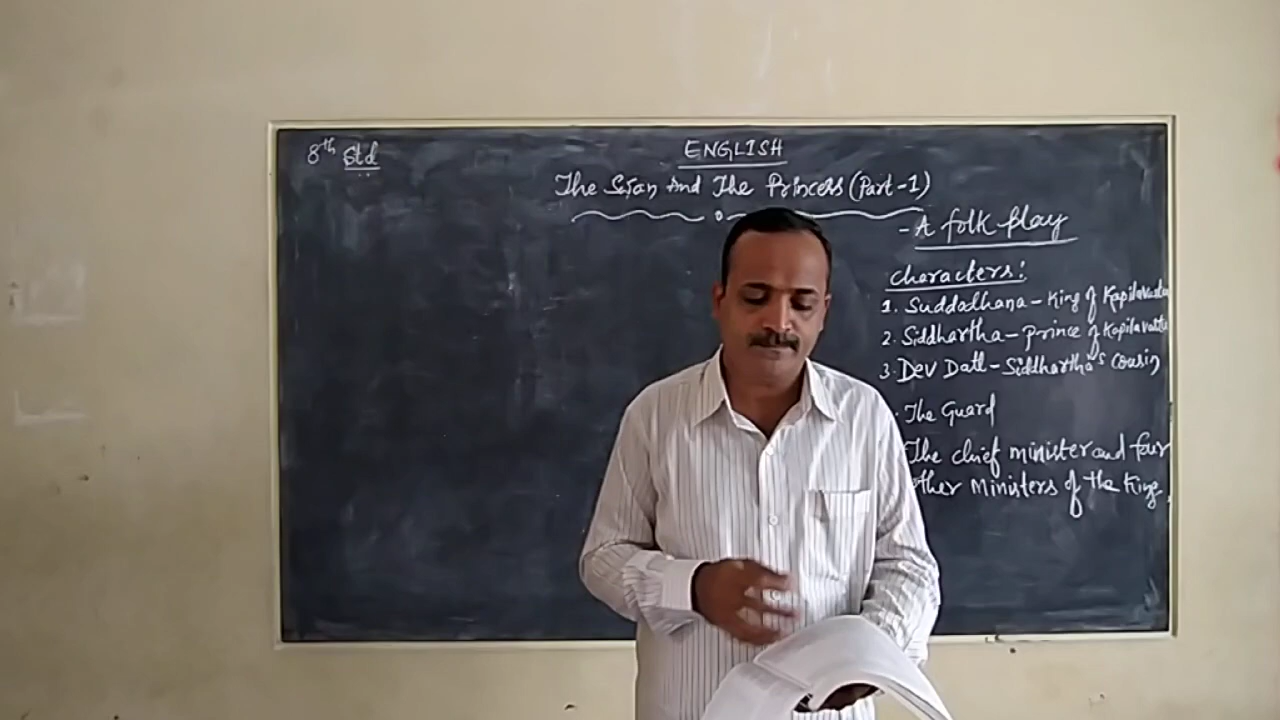 8th Std
ENGLISH
The Swan And The Princess (Part-1)
- A folk play
Characters:
1. Suddodhana - King of Kapilavastu
2. Siddhartha - Prince of Kapilavattu
3. Dev Datt - Siddhartha's Cousin
The Guard
The chief minister and four
other Ministers of the King.